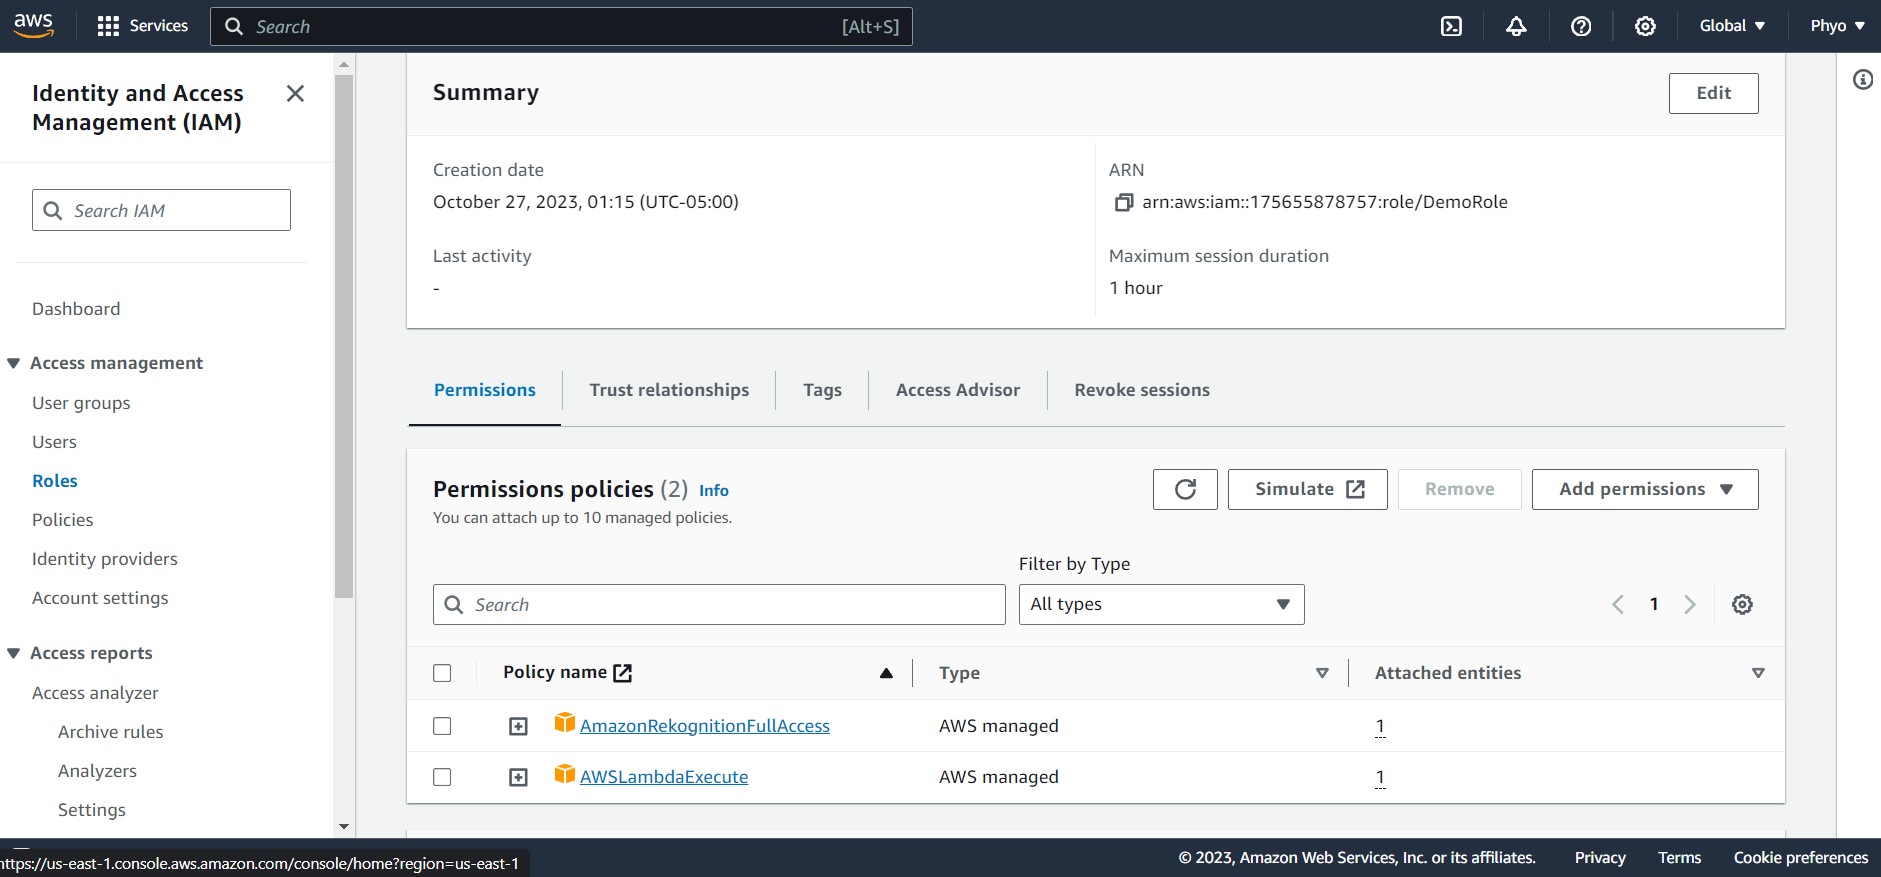 aws
Services
Search
[Alt+S]
Global
Phyo
Identity and Access
Management (IAM)
Search IAM
Dashboard
Access management
User groups
Users
Roles
Policies
Identity providers
Account settings
Access reports
Access analyzer
Archive rules
Analyzers
Settings
Summary
Edit
Creation date
October 27, 2023, 01:15 (UTC-05:00)
ARN
arn:aws:iam::175655878757:role/DemoRole
Last activity
-
Maximum session duration
1 hour
Permissions
Trust relationships
Tags
Access Advisor
Revoke sessions
Permissions policies (2) Info
You can attach up to 10 managed policies.
Simulate
Remove
Add permissions
Filter by Type
Search
All types
1
Policy name
Type
Attached entities
AmazonRekognitionFullAccess
AWS managed
1
AWSLambdaExecute
AWS managed
1
https://us-east-1.console.aws.amazon.com/console/home?region=us-east-1
© 2023, Amazon Web Services, Inc. or its affiliates.
Privacy
Terms
Cookie preferences